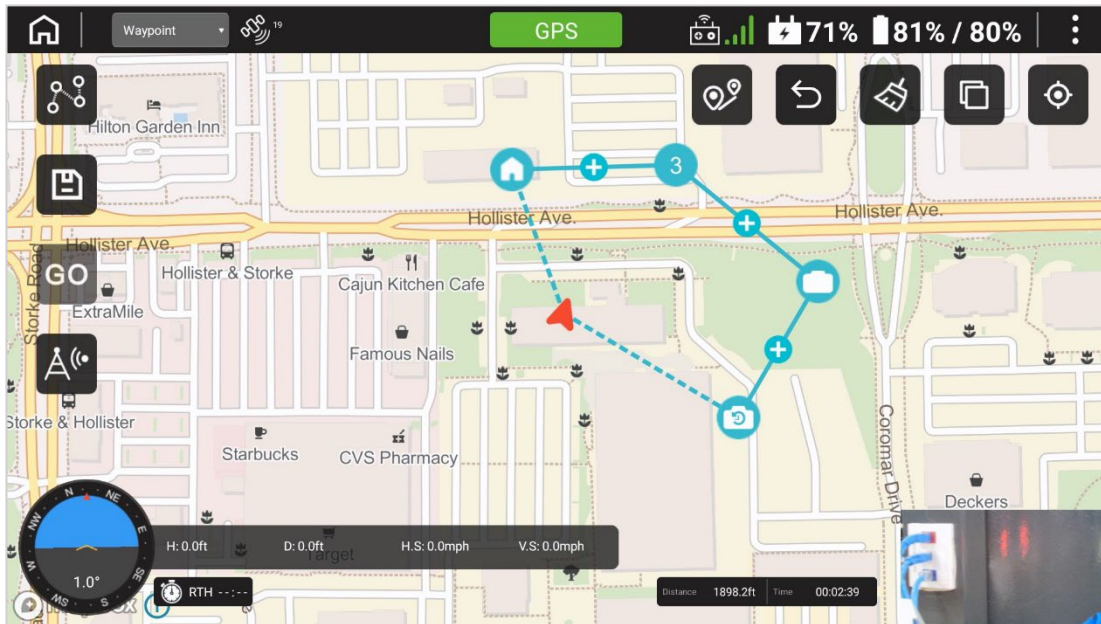 Waypoint
19
GPS
71%
81% / 80%
Hilton Garden Inn
3
Hollister Ave.
Hollister Ave.
Hollister Ave.
Storke Road
GO
Hollister & Storke
Cajun Kitchen Cafe
ExtraMile
Famous Nails
Storke & Hollister
Starbucks
CVS Pharmacy
Coromar Drive
Deckers
N
NE
E
SE
S
SW
W
NW
1.0°
H: 0.0ft
D: 0.0ft
H.S: 0.0mph
V.S: 0.0mph
Target
RTH --:--
Distance 1898.2ft
Time 00:02:39